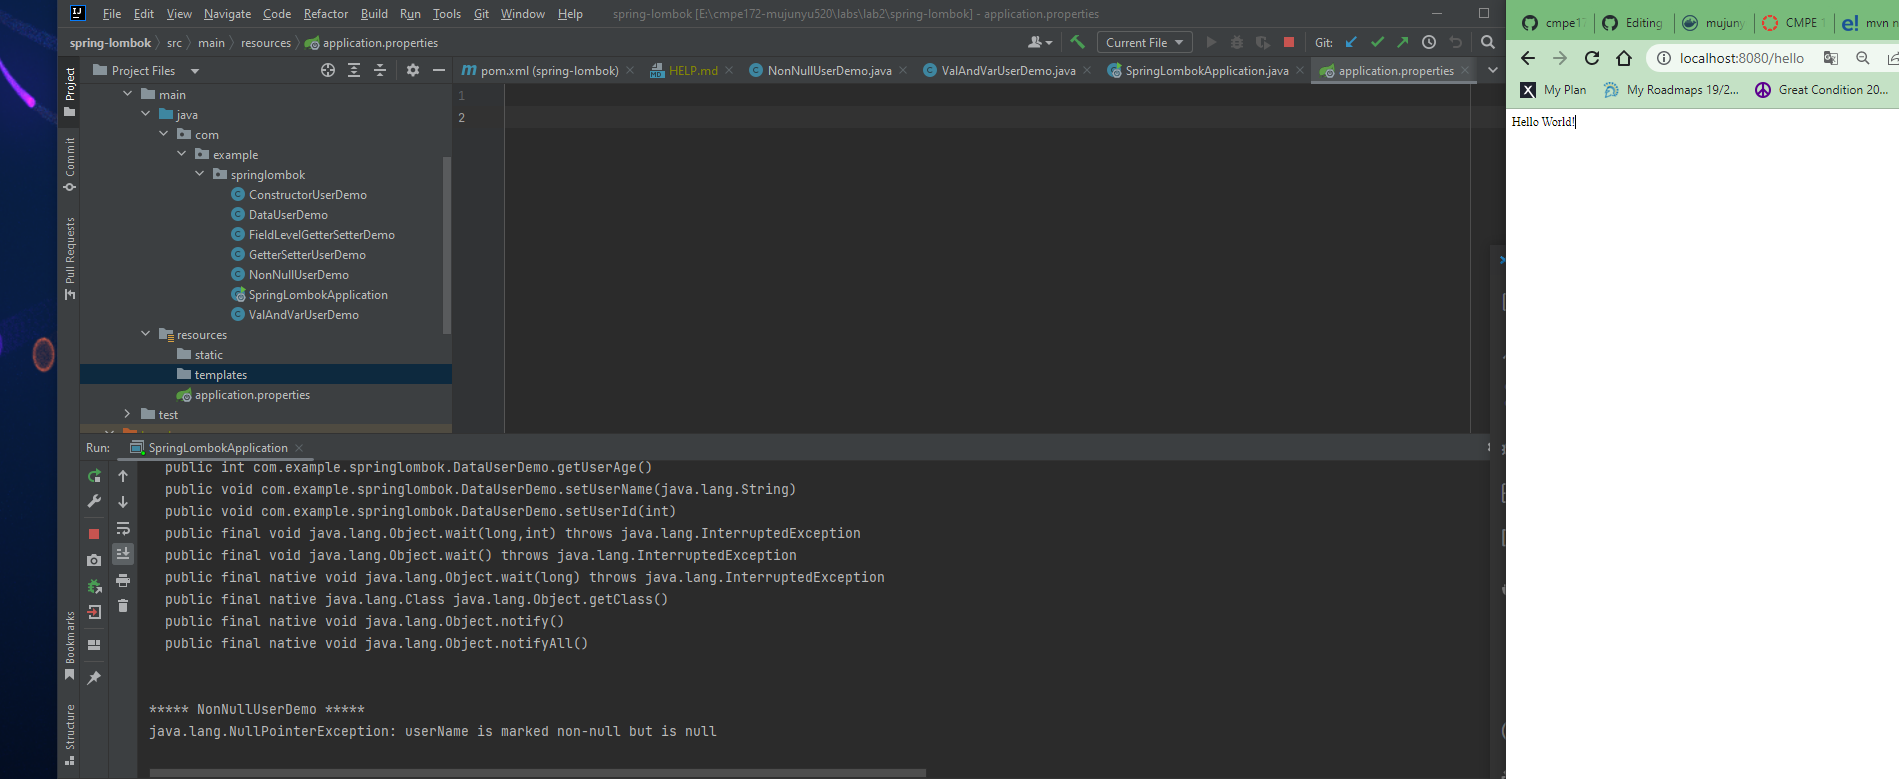 File Edit View Navigate Code Refactor Build Run Tools Git Window Help spring-lombok [E:\cmpe172-mujunyu520\labs\lab2\spring-lombok] - application.properties
spring-lombok src main resources application.properties Current File Git:
Project Files
pom.xml (spring-lombok) HELP.md NonNullUserDemo.java ValAndVarUserDemo.java SpringLombokApplication.java application.properties
Project
Commit
Pull Requests
Bookmarks
Structure
main
java
com
example
springlombok
ConstructorUserDemo
DataUserDemo
FieldLevelGetterSetterDemo
GetterSetterUserDemo
NonNullUserDemo
SpringLombokApplication
ValAndVarUserDemo
resources
static
templates
application.properties
test
1
2
Run: SpringLombokApplication
public int com.example.springlombok.DataUserDemo.getUserAge()
public void com.example.springlombok.DataUserDemo.setUserName(java.lang.String)
public void com.example.springlombok.DataUserDemo.setUserId(int)
public final void java.lang.Object.wait(long,int) throws java.lang.InterruptedException
public final void java.lang.Object.wait() throws java.lang.InterruptedException
public final native void java.lang.Object.wait(long) throws java.lang.InterruptedException
public final native java.lang.Class java.lang.Object.getClass()
public final native void java.lang.Object.notify()
public final native void java.lang.Object.notifyAll()
***** NonNullUserDemo *****
java.lang.NullPointerException: userName is marked non-null but is null
cmpe17 Editing mujuny CMPE 1 e! mvn n
localhost:8080/hello
My Plan My Roadmaps 19/2... Great Condition 20...
Hello World!